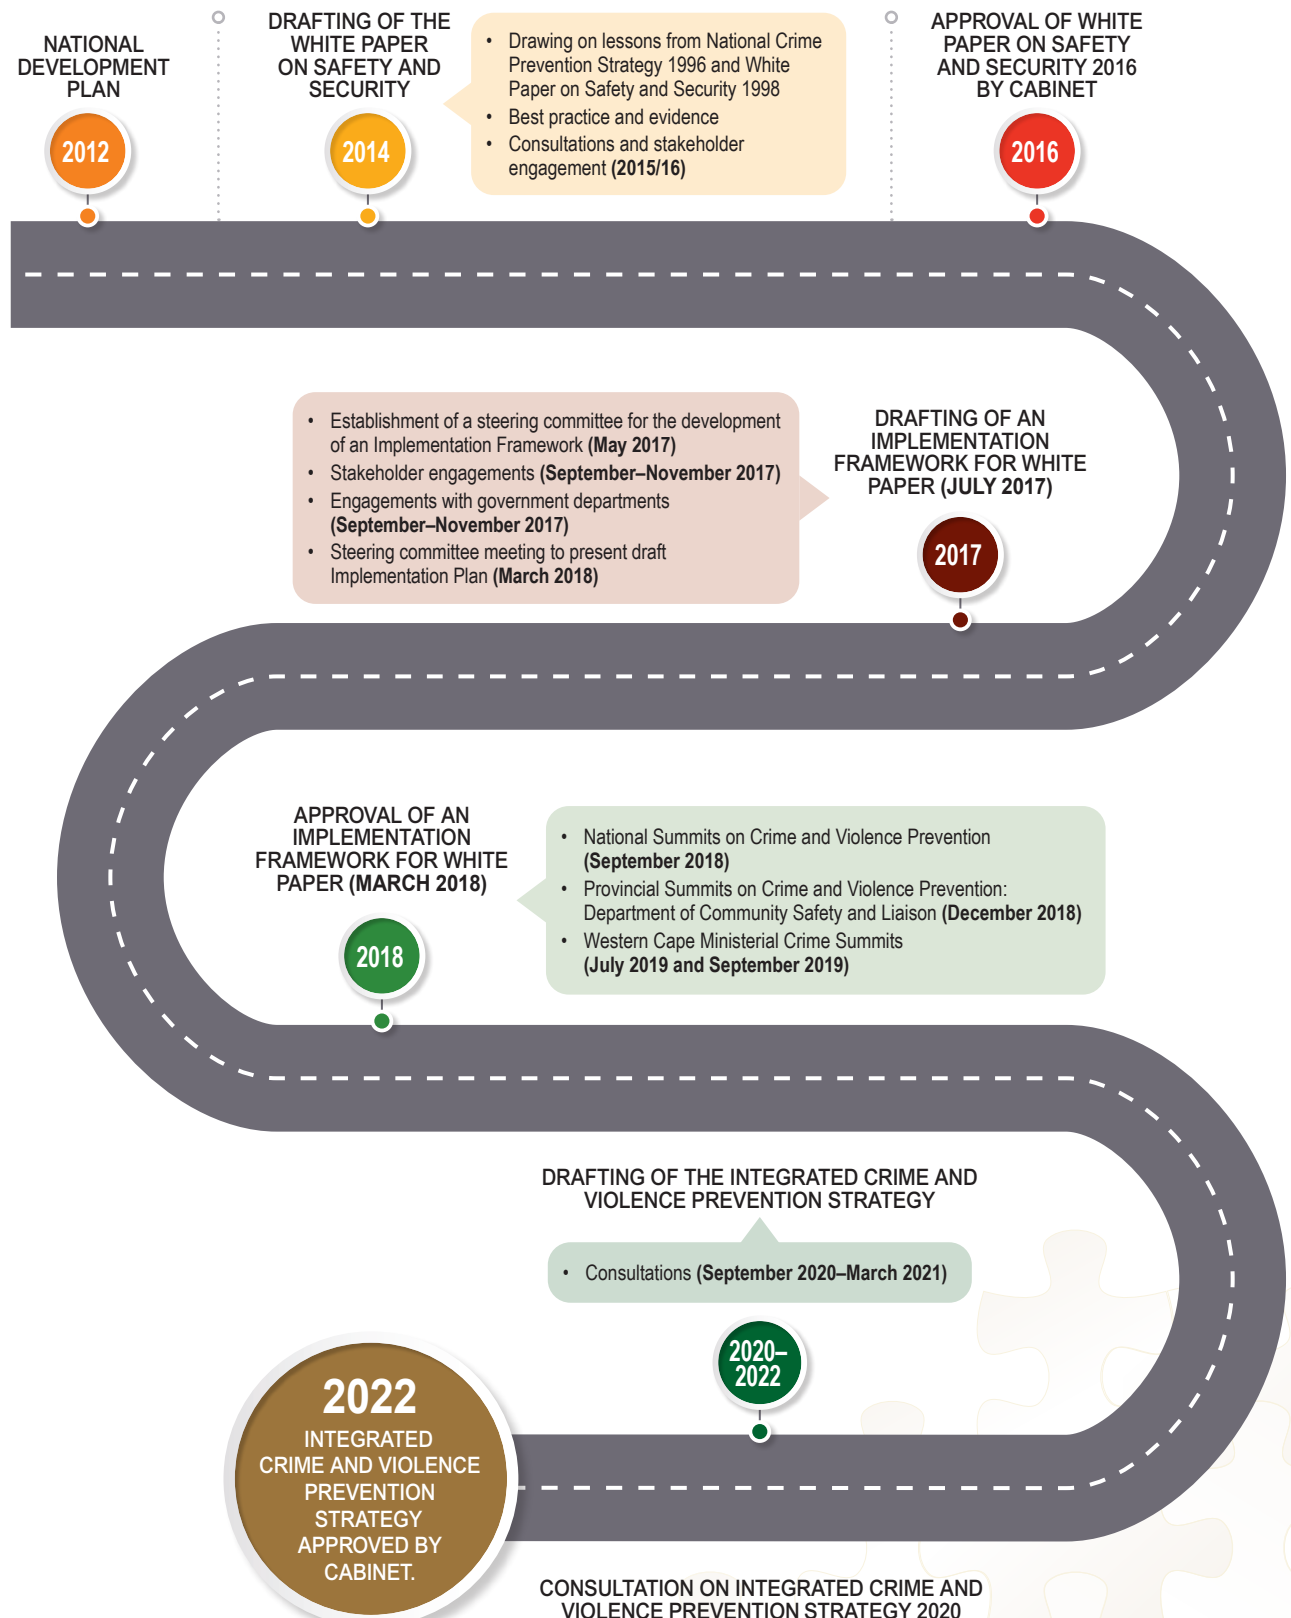 NATIONAL
DEVELOPMENT
PLAN
2012
DRAFTING OF THE
WHITE PAPER
ON SAFETY AND
SECURITY
2014
• Drawing on lessons from National Crime
Prevention Strategy 1996 and White
Paper on Safety and Security 1998
• Best practice and evidence
• Consultations and stakeholder
engagement (2015/16)
APPROVAL OF WHITE
PAPER ON SAFETY
AND SECURITY 2016
BY CABINET
2016
• Establishment of a steering committee for the development
of an Implementation Framework (May 2017)
• Stakeholder engagements (September–November 2017)
• Engagements with government departments
(September–November 2017)
• Steering committee meeting to present draft
Implementation Plan (March 2018)
DRAFTING OF AN
IMPLEMENTATION
FRAMEWORK FOR WHITE
PAPER (JULY 2017)
2017
APPROVAL OF AN
IMPLEMENTATION
FRAMEWORK FOR WHITE
PAPER (MARCH 2018)
2018
• National Summits on Crime and Violence Prevention
(September 2018)
• Provincial Summits on Crime and Violence Prevention:
Department of Community Safety and Liaison (December 2018)
• Western Cape Ministerial Crime Summits
(July 2019 and September 2019)
DRAFTING OF THE INTEGRATED CRIME AND
VIOLENCE PREVENTION STRATEGY
• Consultations (September 2020–March 2021)
2020–
2022
2022
INTEGRATED
CRIME AND VIOLENCE
PREVENTION
STRATEGY
APPROVED BY
CABINET.
CONSULTATION ON INTEGRATED CRIME AND
VIOLENCE PREVENTION STRATEGY 2020